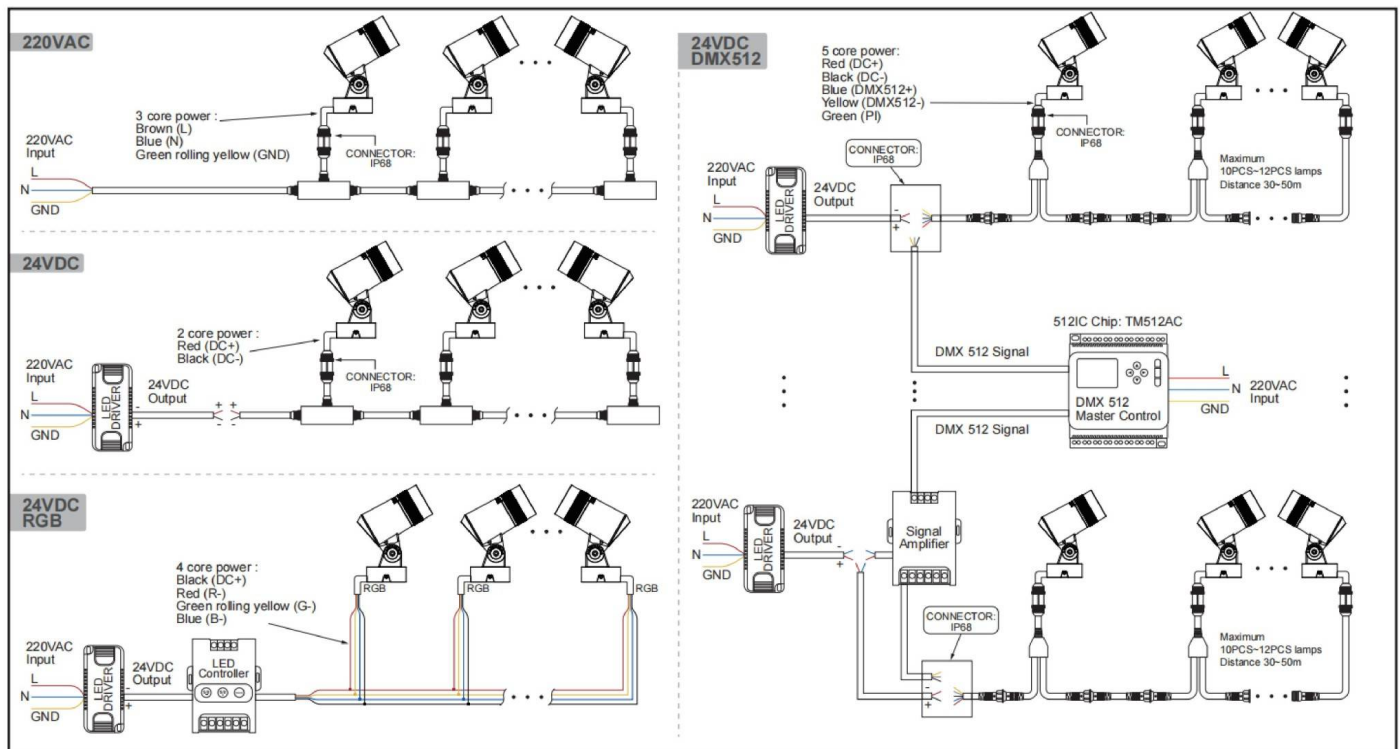 220VAC
3 core power :
Brown (L)
Blue (N)
Green rolling yellow (GND)
CONNECTOR:
IP68
220VAC
Input
L
N
GND
24VDC
2 core power :
Red (DC+)
Black (DC-)
CONNECTOR:
IP68
220VAC
Input
L
N
GND
LED
DRIVER
-
+
24VDC
Output
+ +
- -
24VDC
RGB
4 core power :
Black (DC+)
Red (R-)
Green rolling yellow (G-)
Blue (B-)
RGB
RGB
RGB
220VAC
Input
L
N
GND
LED
DRIVER
-
+
24VDC
Output
LED
Controller
24VDC
DMX512
5 core power:
Red (DC+)
Black (DC-)
Blue (DMX512+)
Yellow (DMX512-)
Green (PI)
CONNECTOR:
IP68
CONNECTOR:
IP68
Maximum
10PCS~12PCS lamps
Distance 30~50m
220VAC
Input
L
N
GND
LED
DRIVER
24VDC
Output
-
+
512IC Chip: TM512AC
DMX 512 Signal
DMX 512
Master Control
L
N
GND
220VAC
Input
DMX 512 Signal
220VAC
Input
L
N
GND
LED
DRIVER
24VDC
Output
-
+
Signal
Amplifier
CONNECTOR:
IP68
-
+
Maximum
10PCS~12PCS lamps
Distance 30~50m